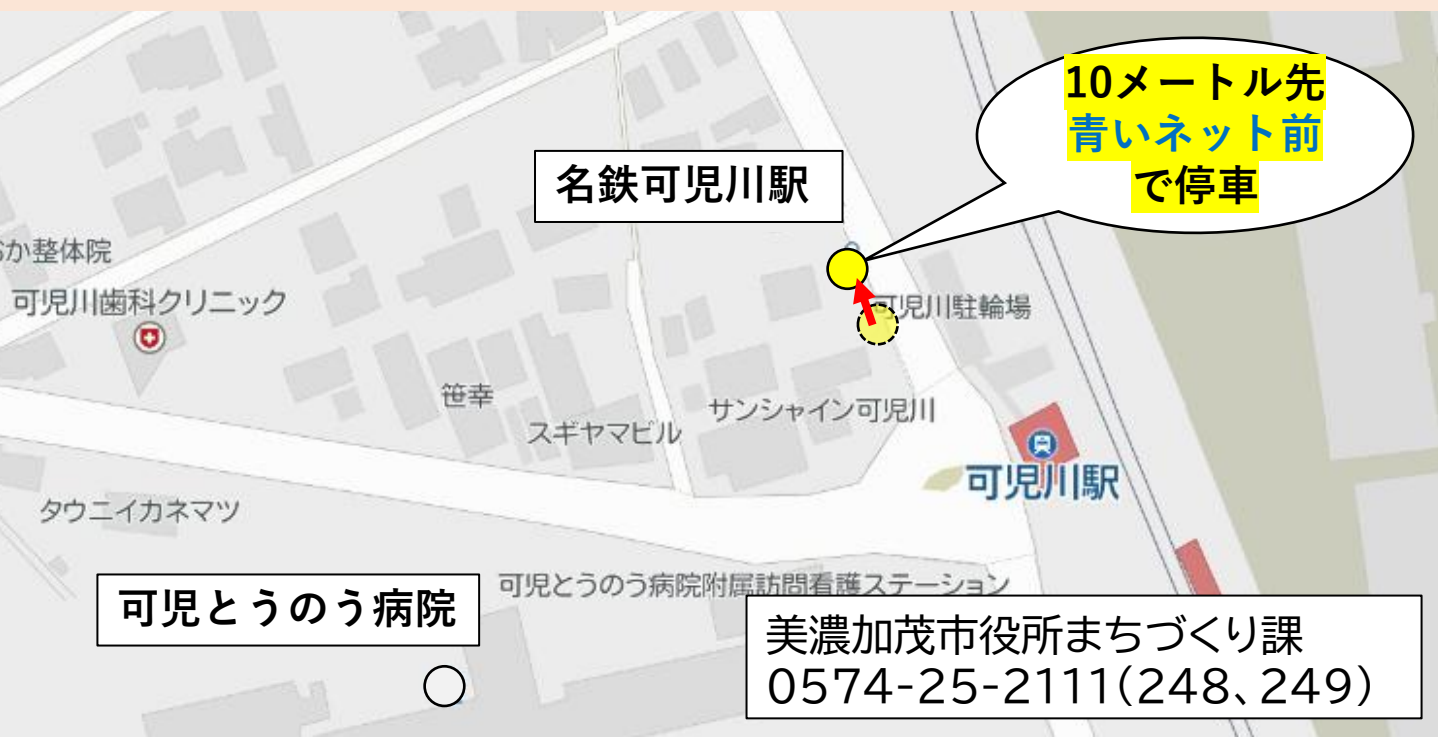 10メートル先
青いネット前
で停車
名鉄可児川駅
か整体院
可児川歯科クリニック
可児川駐輪場
笹幸
スギヤマビル
サンシャイン可児川
可児川駅
タウニイカネマツ
可児とうのう病院附属訪問看護ステーション
可児とうのう病院
美濃加茂市役所まちづくり課
0574-25-2111(248、249)